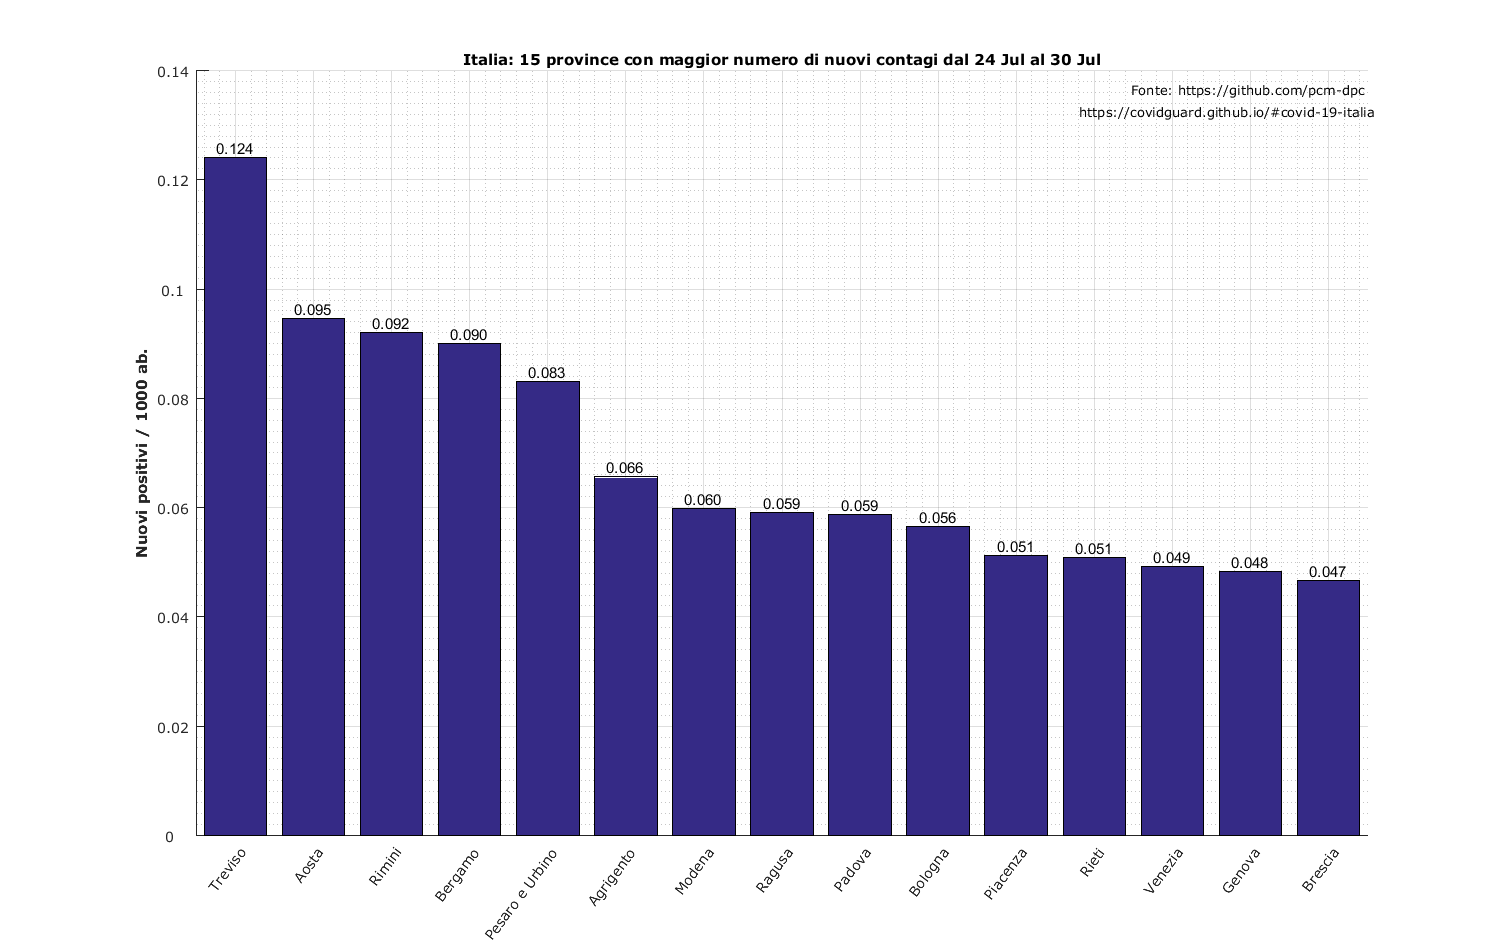 Italia: 15 province con maggior numero di nuovi contagi dal 24 Jul al 30 Jul
Fonte: https://github.com/pcm-dpc
https://covidguard.github.io/#covid-19-italia
Nuovi positivi / 1000 ab.
0.14
0.12
0.1
0.08
0.06
0.04
0.02
0
0.124
0.095
0.092
0.090
0.083
0.066
0.060
0.059
0.059
0.056
0.051
0.051
0.049
0.048
0.047
Treviso
Aosta
Rimini
Bergamo
Pesaro e Urbino
Agrigento
Modena
Ragusa
Padova
Bologna
Piacenza
Rieti
Venezia
Genova
Brescia